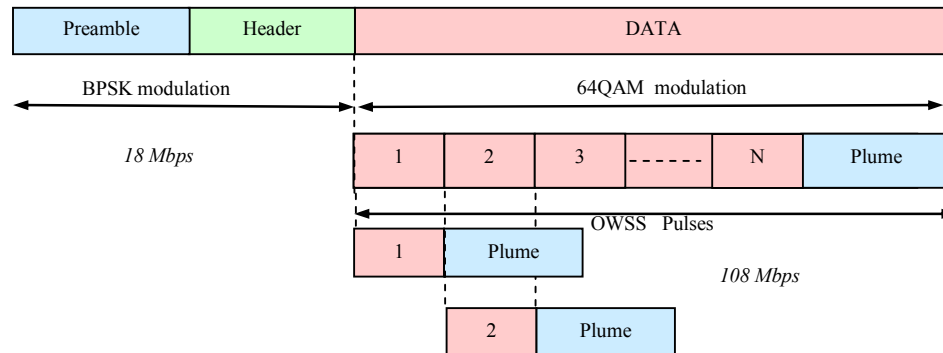 Preamble Header DATA
BPSK modulation 64QAM modulation
18 Mbps
1 2 3 N Plume
OWSS Pulses
1 Plume
108 Mbps
2 Plume